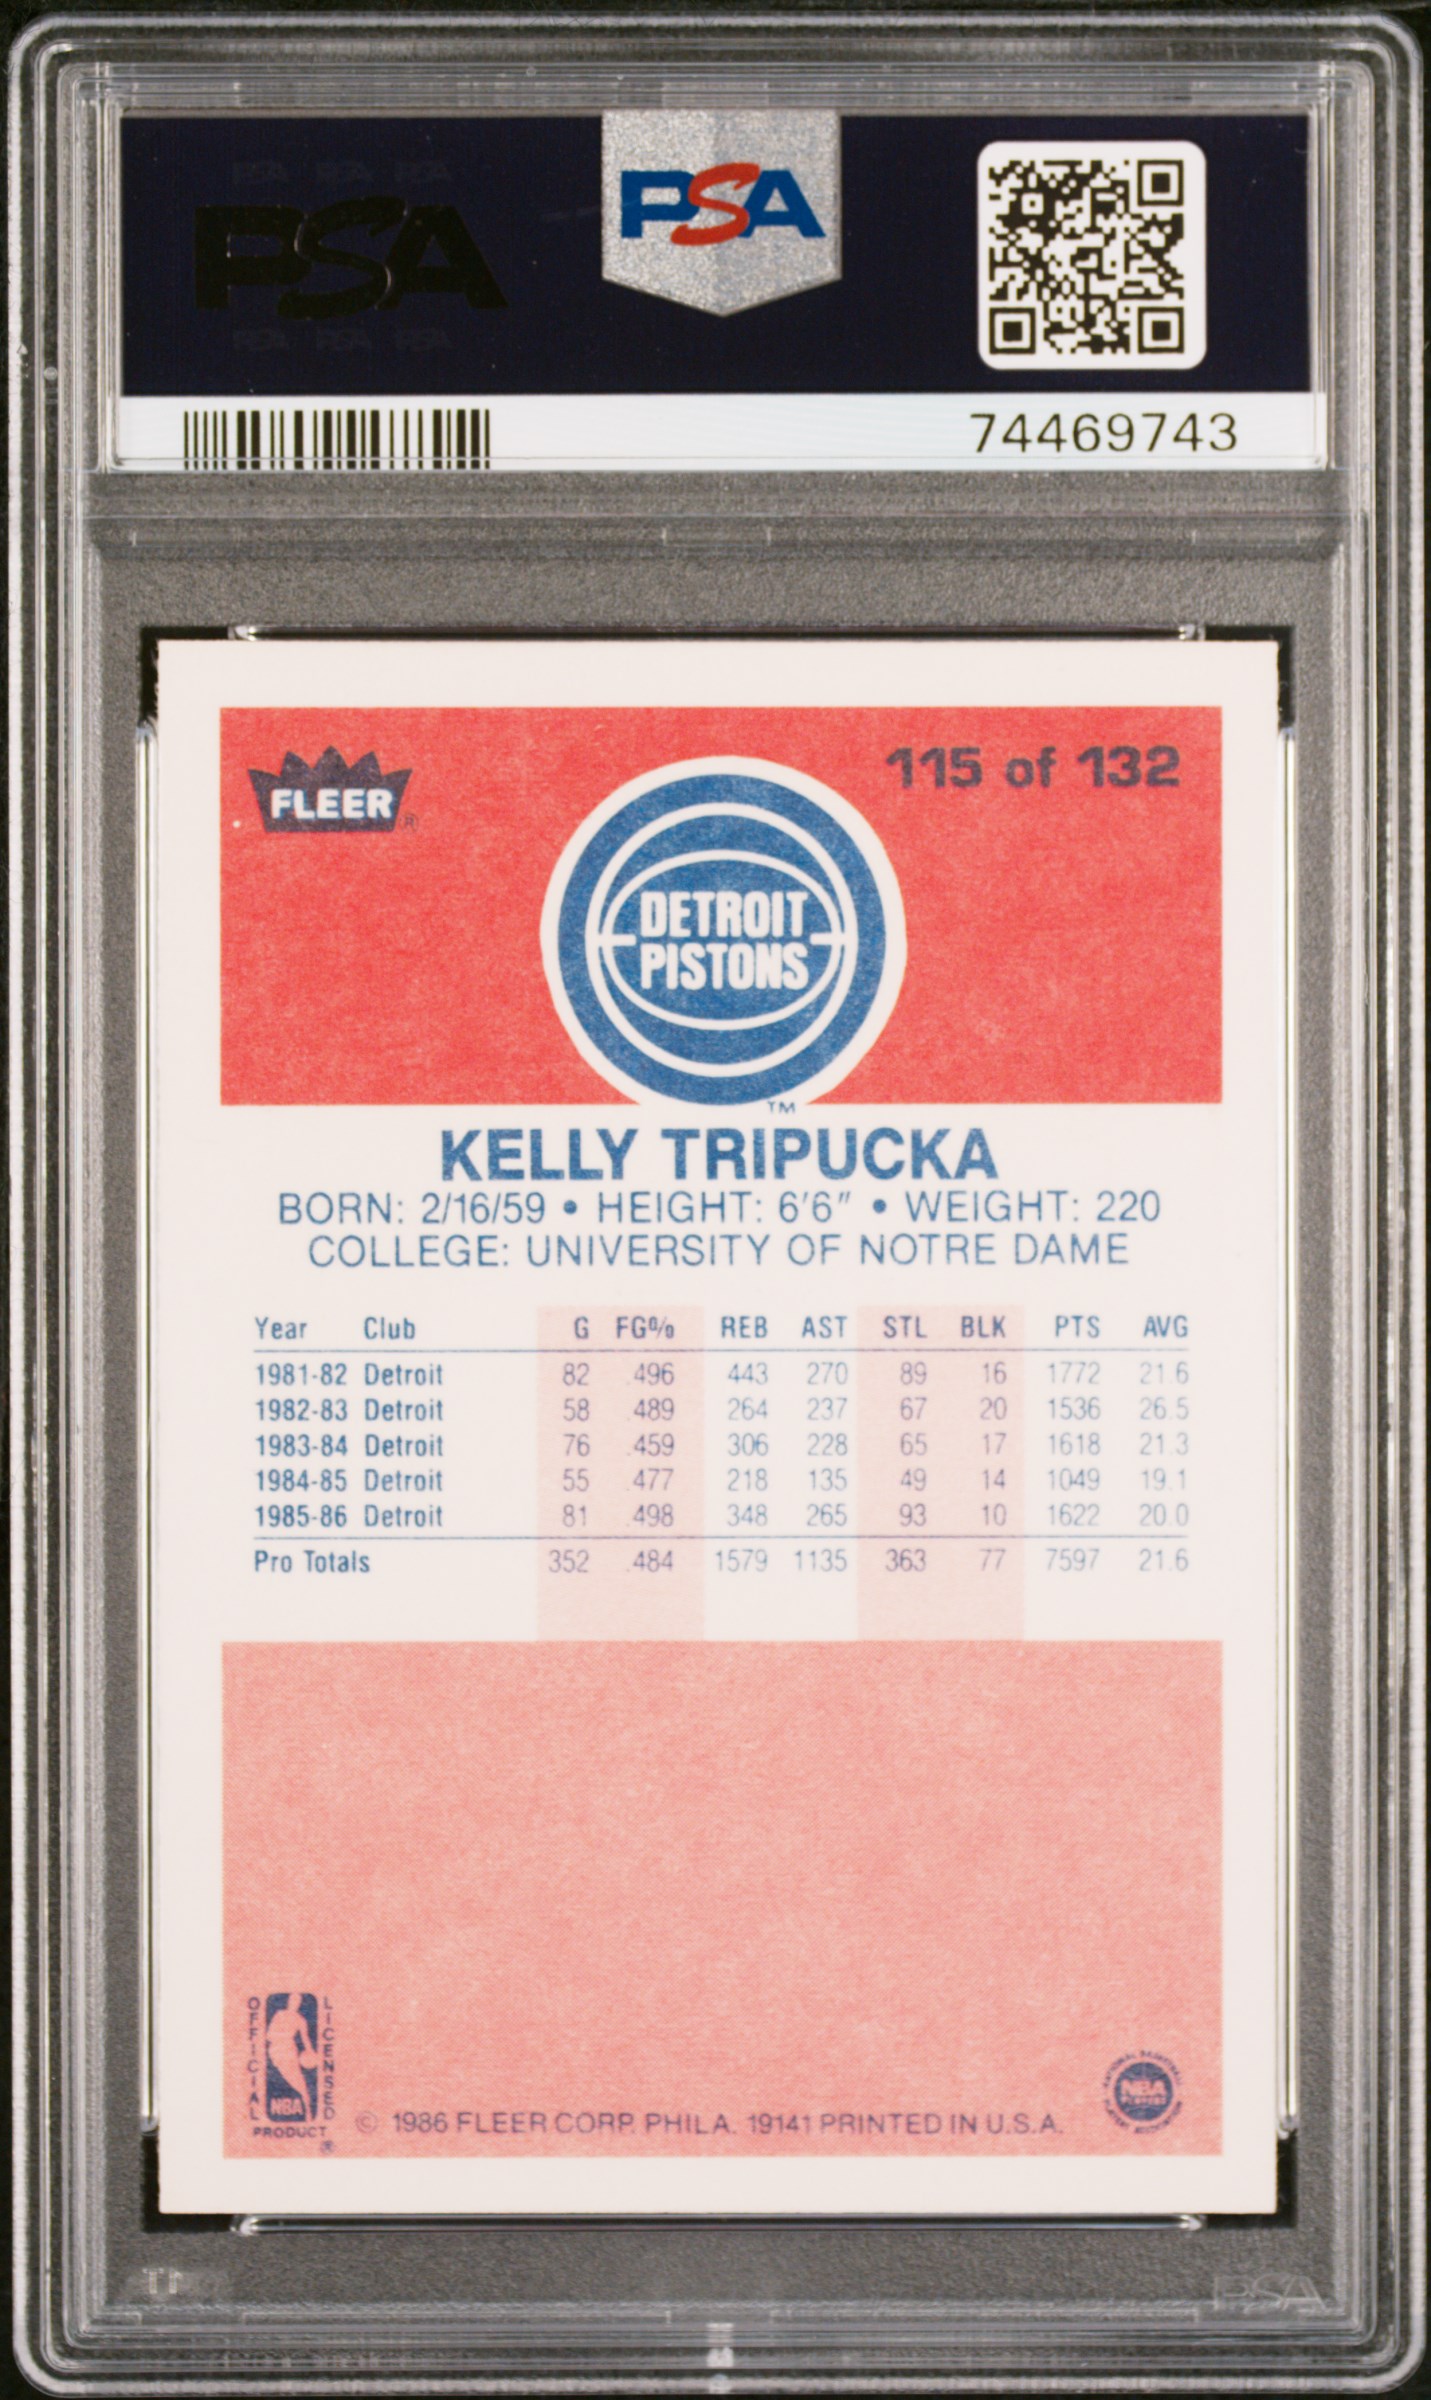 PSA
PSA
74469743
FLEER®
115 of 132
DETROIT
PISTONS
TM
KELLY TRIPUCKA
BORN: 2/16/59 • HEIGHT: 6'6" • WEIGHT: 220
COLLEGE: UNIVERSITY OF NOTRE DAME
Year Club G FG% REB AST STL BLK PTS AVG
1981-82 Detroit 82 .496 443 270 89 16 1772 21.6
1982-83 Detroit 58 .489 264 237 67 20 1536 26.5
1983-84 Detroit 76 .459 306 228 65 17 1618 21.3
1984-85 Detroit 55 .477 218 135 49 14 1049 19.1
1985-86 Detroit 81 .498 348 265 93 10 1622 20.0
Pro Totals 352 .484 1579 1135 363 77 7597 21.6
OFFICIAL LICENSED
NBA
PRODUCT ®
© 1986 FLEER CORP. PHILA. 19141 PRINTED IN U.S.A.
NBA
PSA